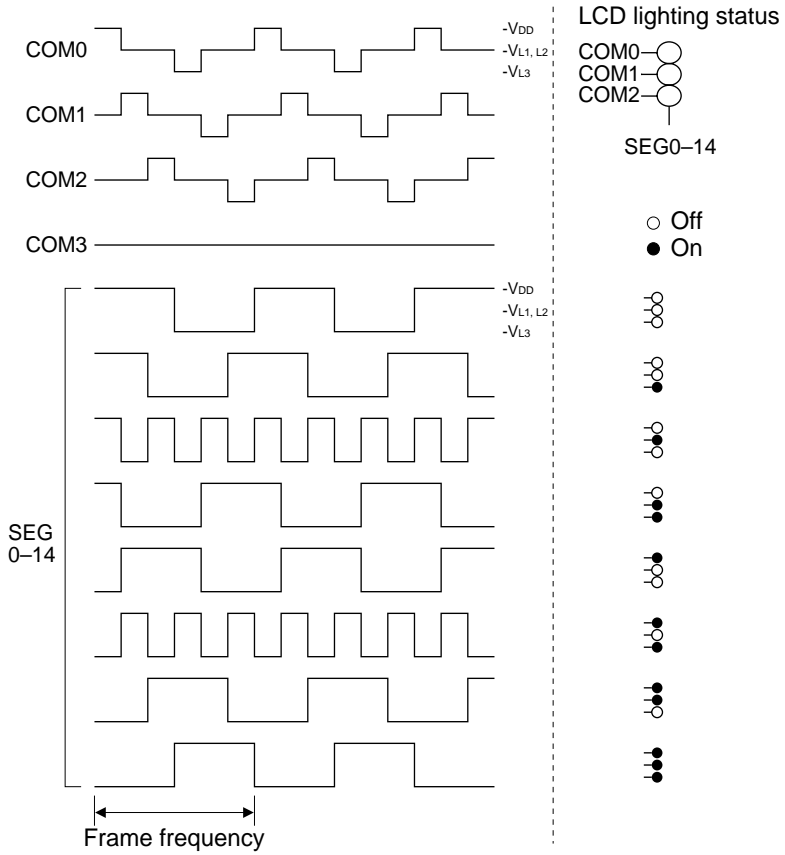 LCD lighting status
-VDD
-VL1, L2
-VL3
COM0
COM1
COM2
COM3
COM0
COM1
COM2
SEG0–14
Off
On
-VDD
-VL1, L2
-VL3
SEG
0–14
Frame frequency